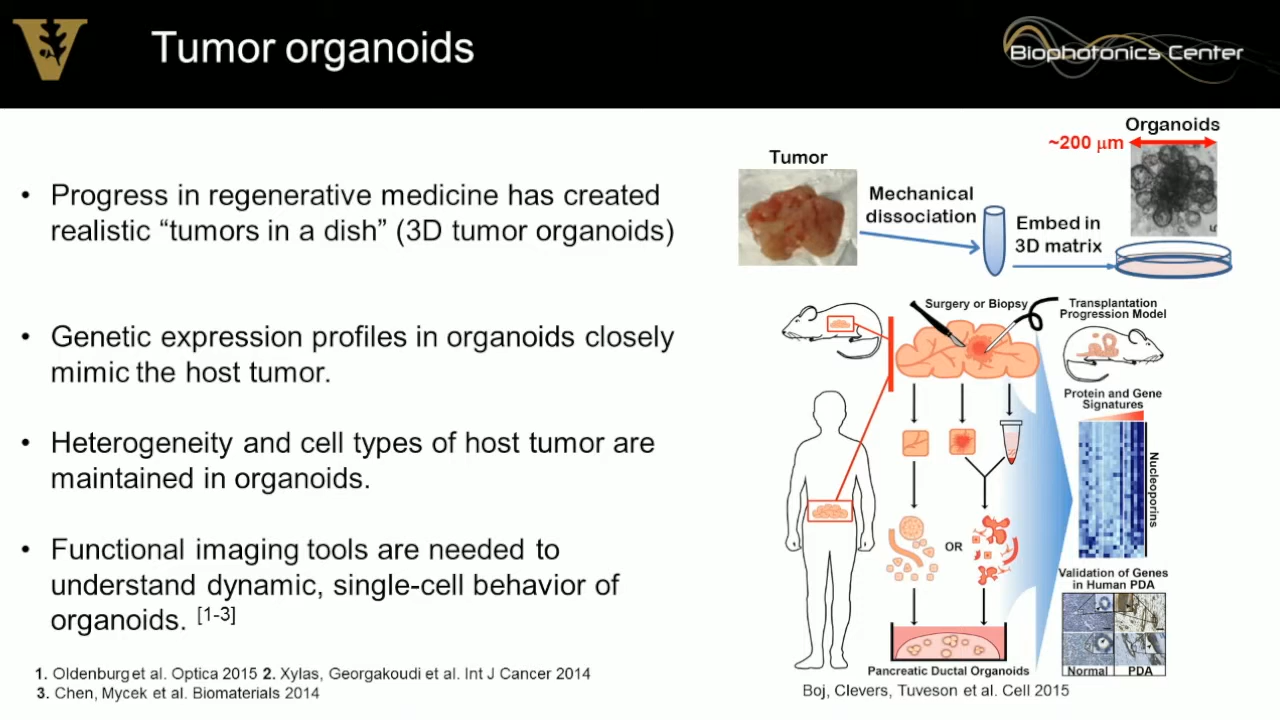 Tumor organoids
Biophotonics Center
• Progress in regenerative medicine has created
realistic “tumors in a dish” (3D tumor organoids)
• Genetic expression profiles in organoids closely
mimic the host tumor.
• Heterogeneity and cell types of host tumor are
maintained in organoids.
• Functional imaging tools are needed to
understand dynamic, single-cell behavior of
organoids. [1-3]
1. Oldenburg et al. Optica 2015 2. Xylas, Georgakoudi et al. Int J Cancer 2014
3. Chen, Mycek et al. Biomaterials 2014
Tumor
Mechanical
dissociation
Embed in
3D matrix
Organoids
~200 μm
Surgery or Biopsy
Transplantation
Progression Model
Protein and Gene
Signatures
Nucleoporins
OR
Validation of Genes
in Human PDA
Normal
PDA
Pancreatic Ductal Organoids
Boj, Clevers, Tuveson et al. Cell 2015